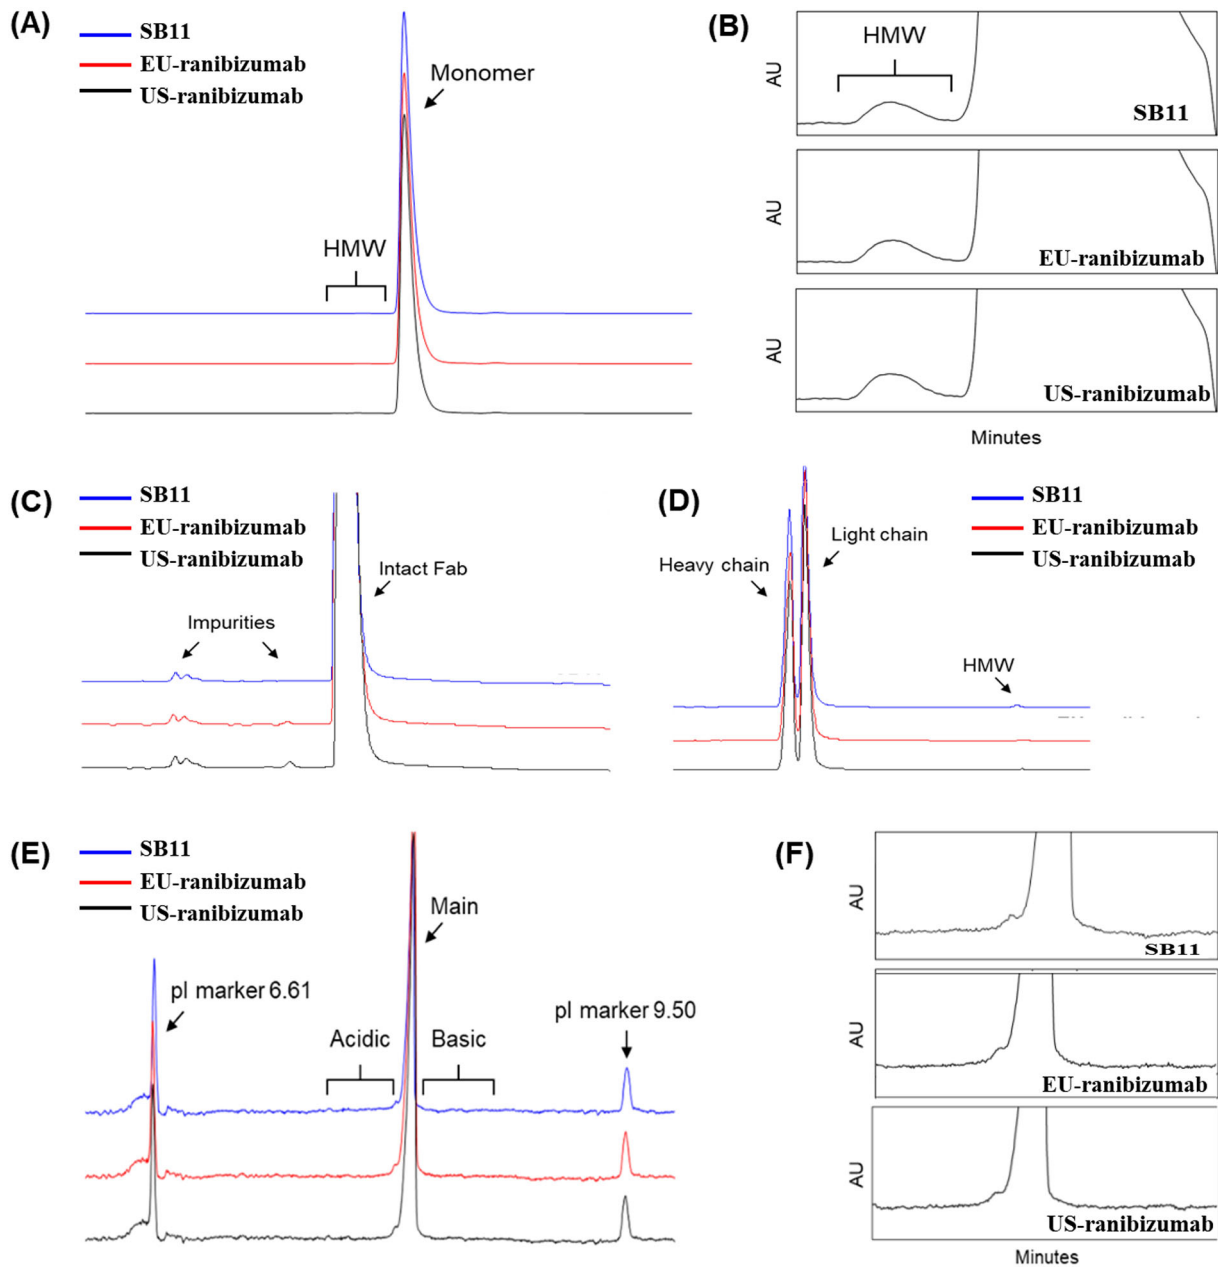 (A)
SB11
EU-ranibizumab
US-ranibizumab
Monomer
HMW
(B)
HMW
AU
SB11
AU
EU-ranibizumab
AU
US-ranibizumab
Minutes
(C)
SB11
EU-ranibizumab
US-ranibizumab
Intact Fab
Impurities
(D)
SB11
EU-ranibizumab
US-ranibizumab
Light chain
Heavy chain
HMW
(E)
SB11
EU-ranibizumab
US-ranibizumab
Main
pI marker 6.61
pI marker 9.50
Acidic
Basic
(F)
AU
SB11
AU
EU-ranibizumab
AU
US-ranibizumab
Minutes